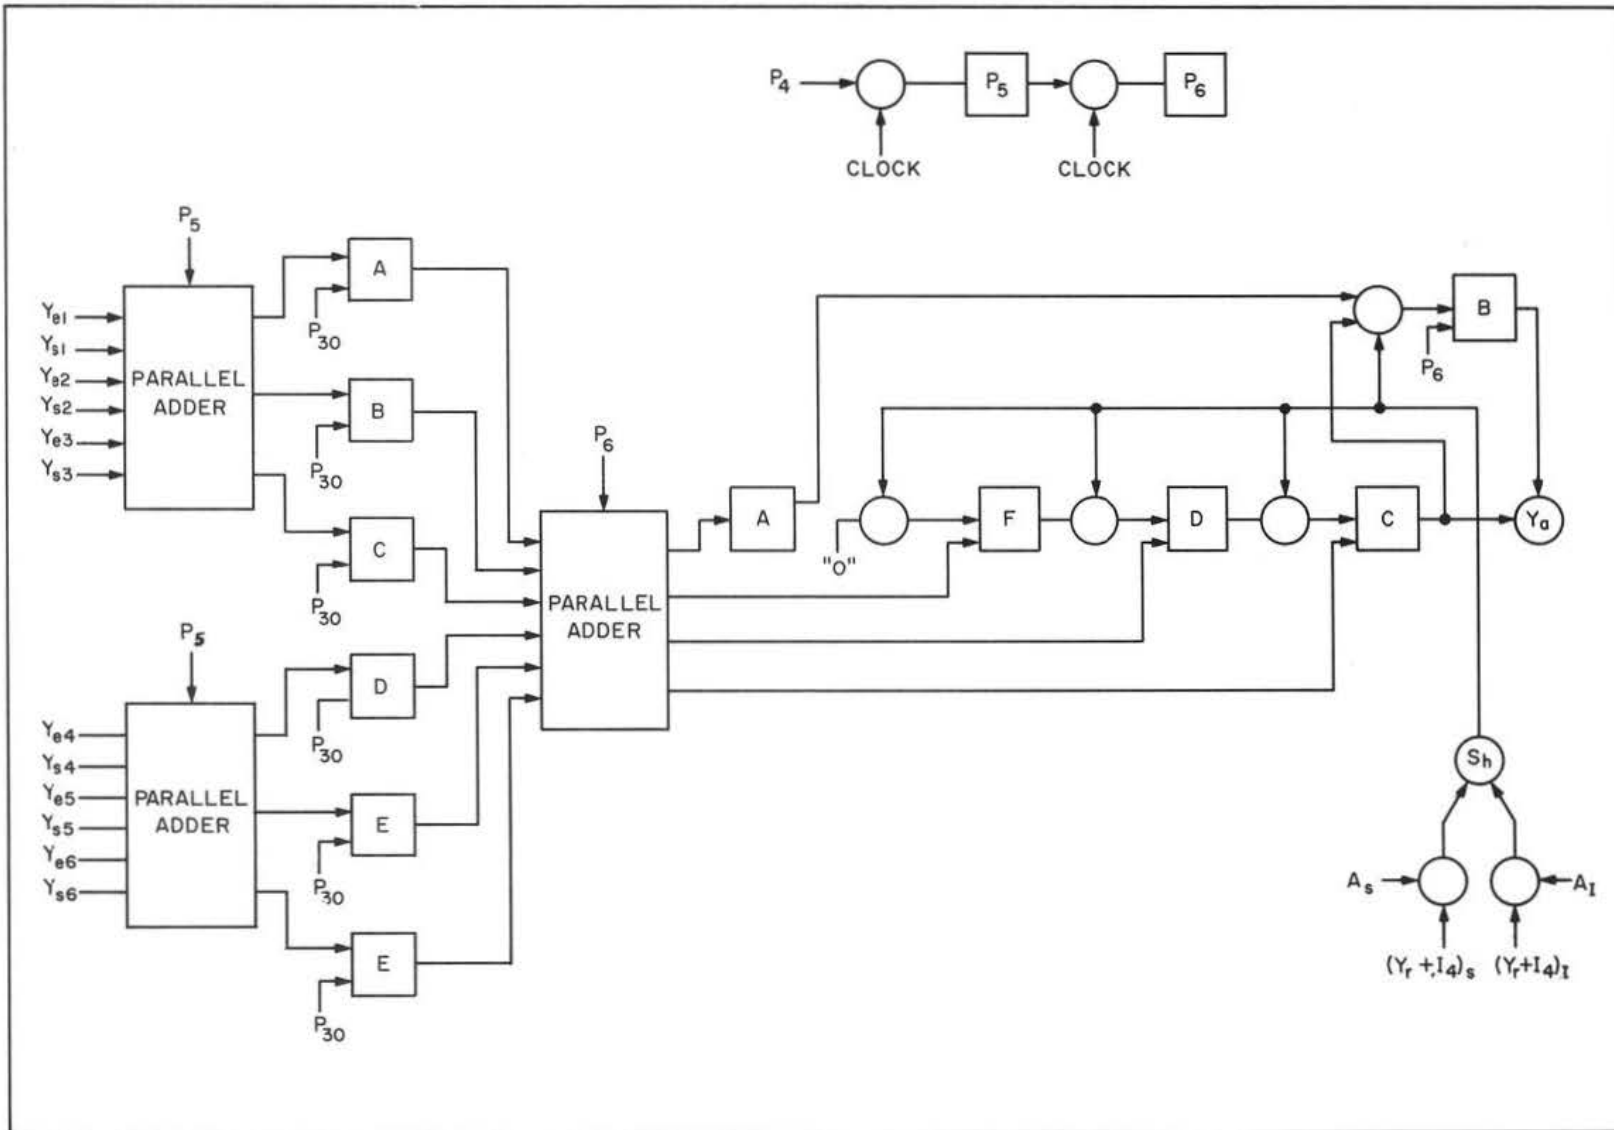 P4
P5
P6
CLOCK
CLOCK
P5
Ye1
Ys1
Ye2
Ys2
Ye3
Ys3
PARALLEL
ADDER
A
P30
B
P30
C
P30
P5
Ye4
Ys4
Ye5
Ys5
Ye6
Ys6
PARALLEL
ADDER
D
P30
E
P30
E
P30
P6
PARALLEL
ADDER
A
"O"
F
D
C
B
P6
Ya
Sh
As
AI
(Yr + I4)s
(Yr+I4)I